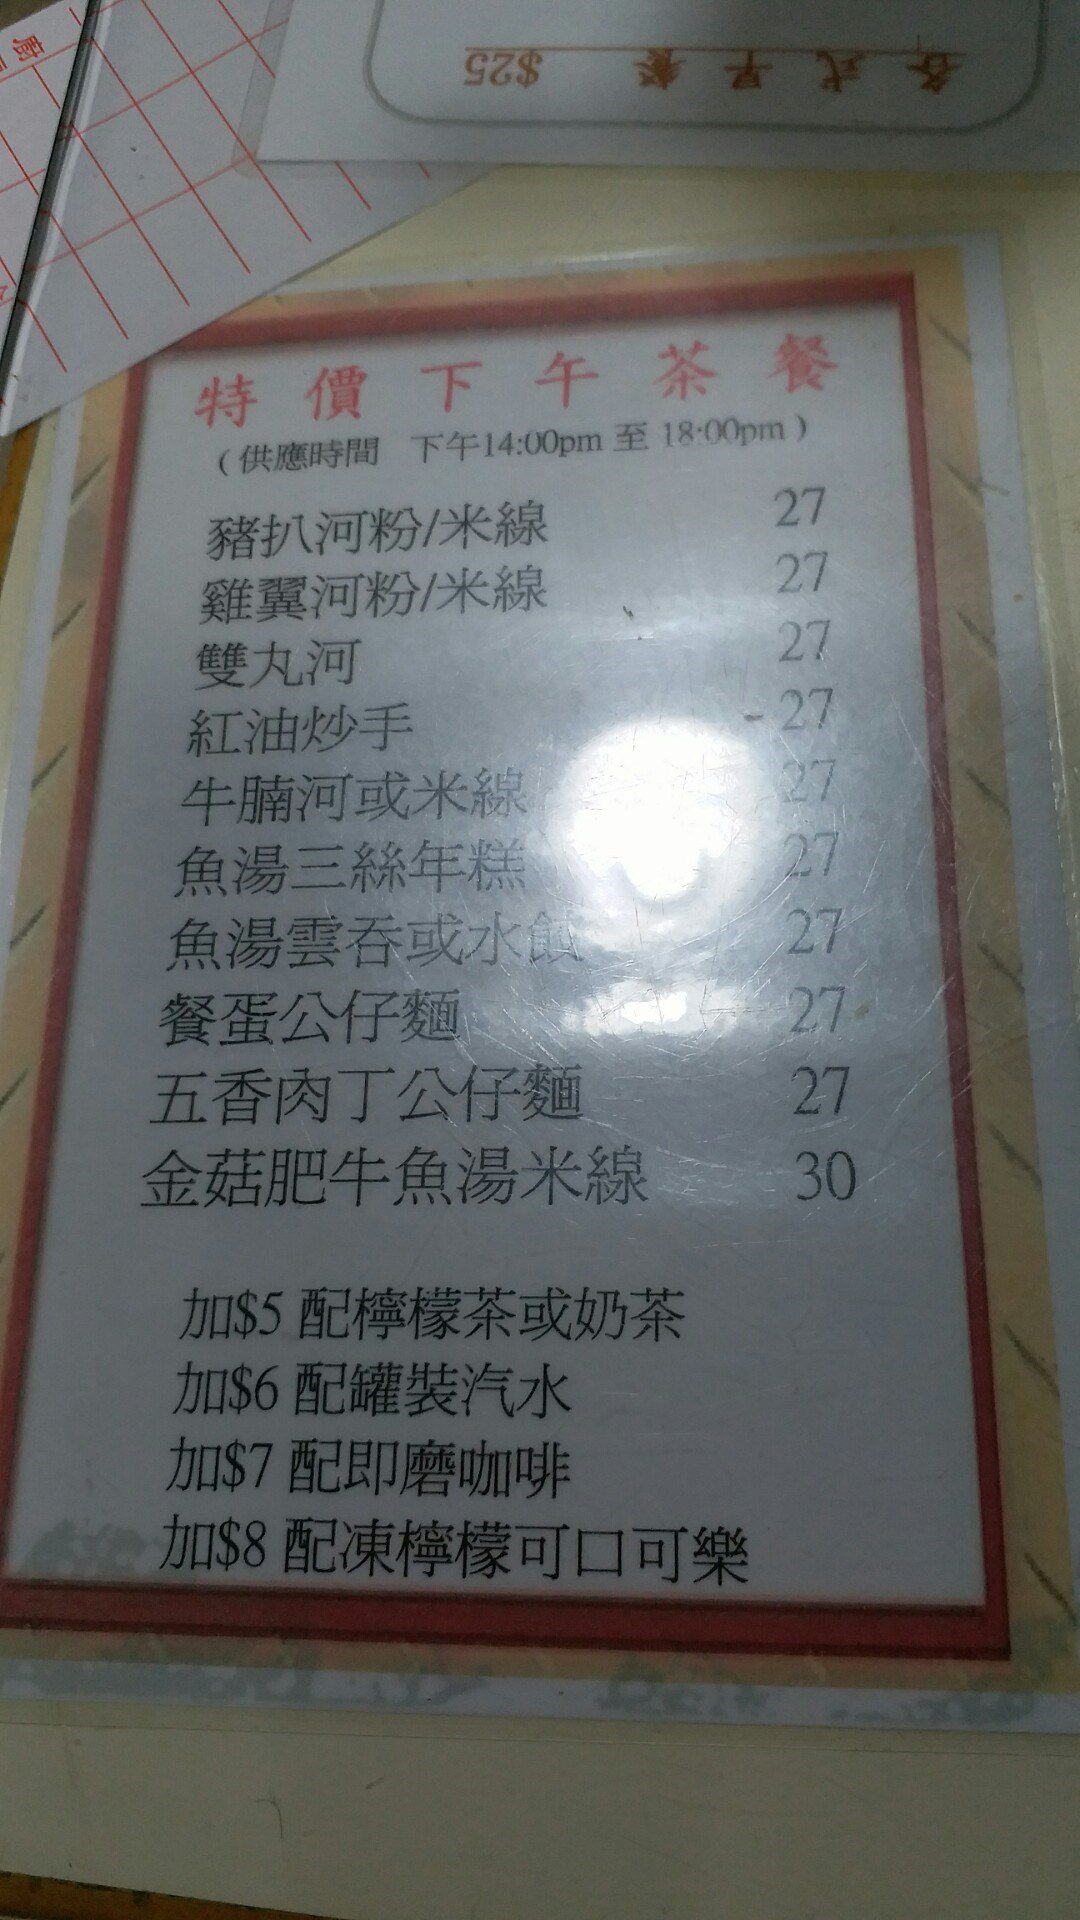 各式早餐 $25
特價下午茶餐
（供應時間 下午14:00pm 至 18:00pm）
豬扒河粉/米線 27
雞翼河粉/米線 27
雙丸河 27
紅油炒手 27
牛腩河或米線 27
魚湯三絲年糕 27
魚湯雲吞或水餃 27
餐蛋公仔麵 27
五香肉丁公仔麵 27
金菇肥牛魚湯米線 30
加$5 配檸檬茶或奶茶
加$6 配罐裝汽水
加$7 配即磨咖啡
加$8 配凍檸檬可口可樂